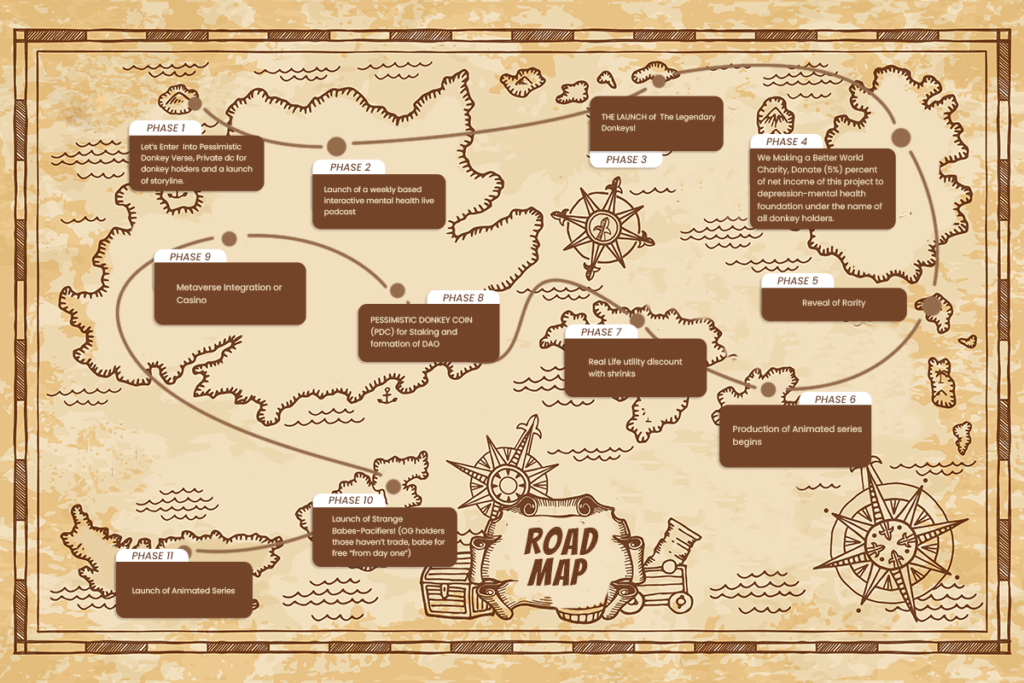 PHASE 1
Let's Enter Into Pessimistic
Donkey Verse, Private dc for
donkey holders and a launch
of storyline.
PHASE 2
Launch of a weekly based
interactive mental health live
podcast
THE LAUNCH of The Legendary
Donkeys!
PHASE 3
PHASE 4
We Making a Better World
Charity, Donate (5%) percent
of net income of this project to
depression-mental health
foundation under the name of
all donkey holders.
PHASE 5
Reveal of Rarity
PHASE 6
Production of Animated series
begins
PHASE 7
Real Life utility discount
with shrinks
PHASE 8
PESSIMISTIC DONKEY COIN
(PDC) for Staking and
formation of DAO
PHASE 9
Metaverse Integration or
Casino
PHASE 10
Launch of Strange
Babes-Pacifiers! (OG holders
those haven't trade, babe for
free "from day one")
PHASE 11
Launch of Animated Series
ROAD
MAP